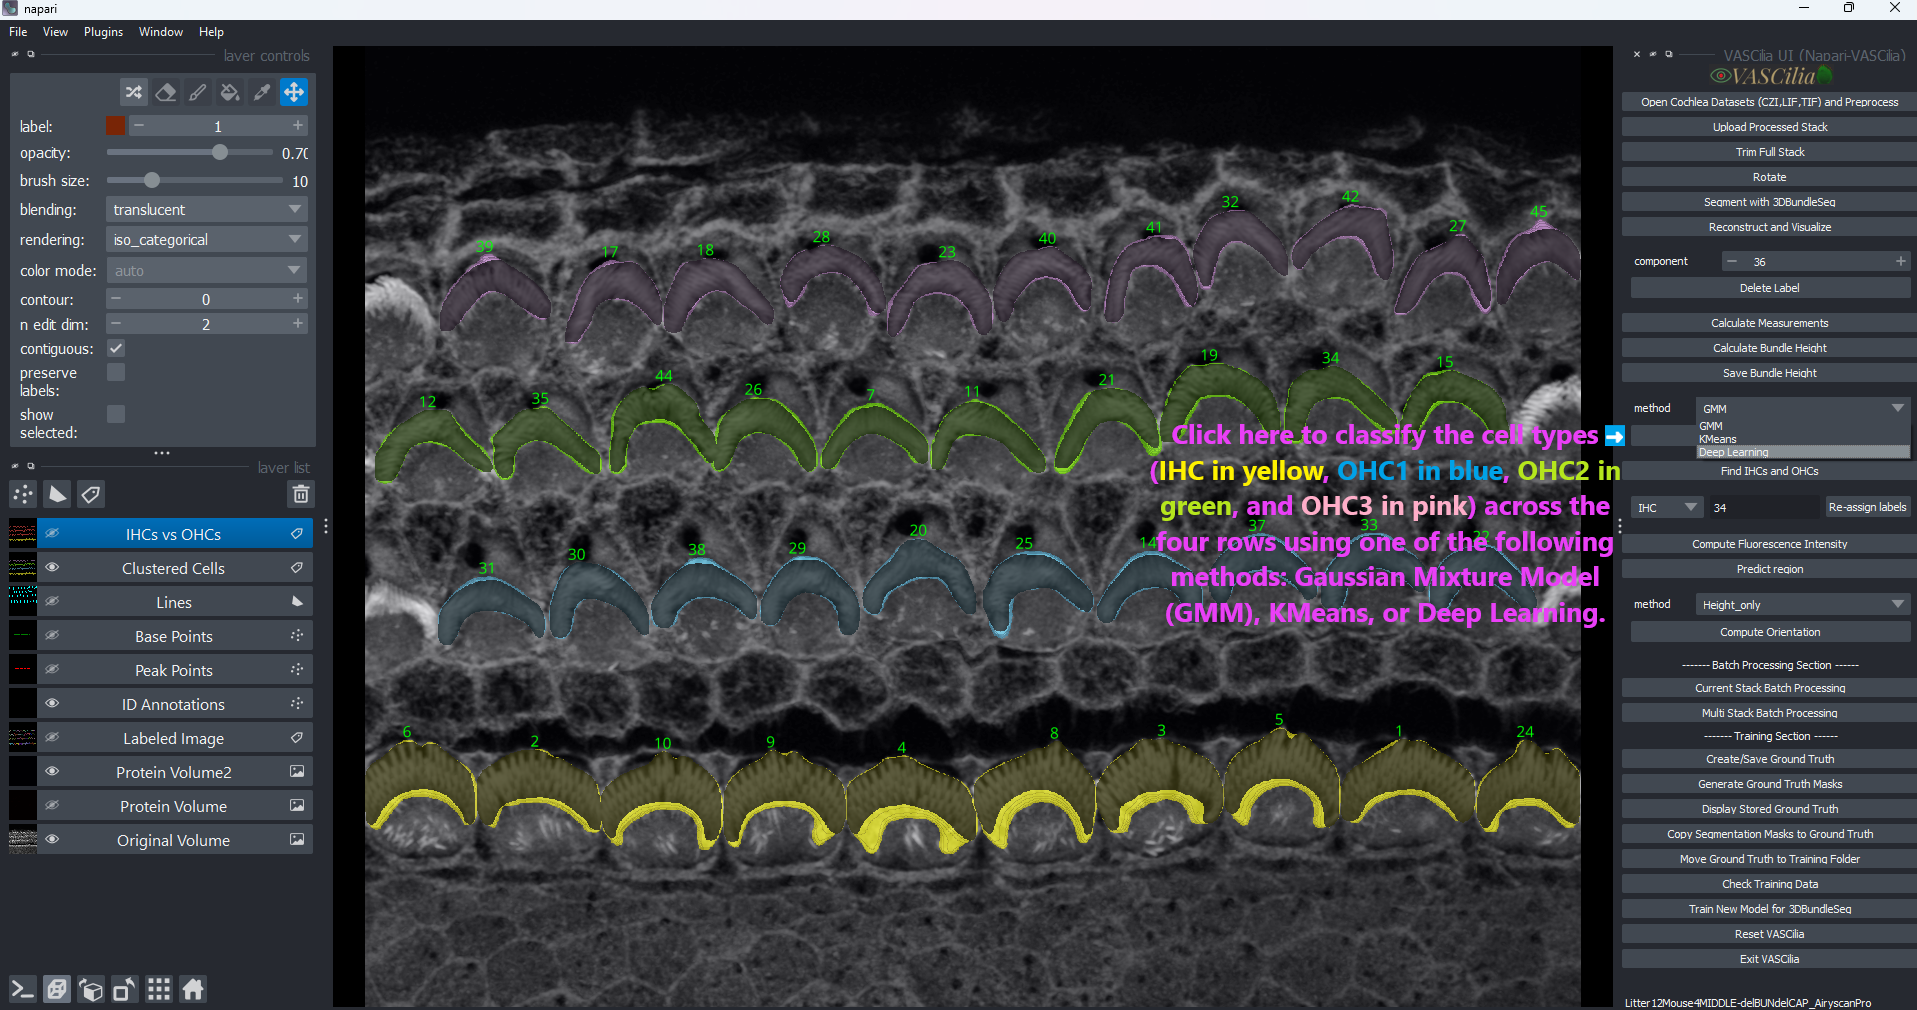 napari
File View Plugins Window Help
layer controls
label: 1
opacity: 0.70
brush size: 10
blending: translucent
rendering: iso_categorical
color mode: auto
contour: 0
n edit dim: 2
contiguous:
preserve
labels:
show
selected:
layer list
IHCs vs OHCs
Clustered Cells
Lines
Base Points
Peak Points
ID Annotations
Labeled Image
Protein Volume2
Protein Volume
Original Volume
39 17 18 28 23 40 41 32 42 27 45
12 35 44 26 7 11 21 19 34 15
31 30 38 29 20 25 14 37 33 22
6 2 10 9 4 8 3 5 1 24
Click here to classify the cell types
(IHC in yellow, OHC1 in blue, OHC2 in
green, and OHC3 in pink) across the
four rows using one of the following
methods: Gaussian Mixture Model
(GMM), KMeans, or Deep Learning.
VASCilia UI (Napari-VASCilia)
VASCilia
Open Cochlea Datasets (CZI,LIF,TIF) and Preprocess
Upload Processed Stack
Trim Full Stack
Rotate
Segment with 3DBundleSeg
Reconstruct and Visualize
component 36
Delete Label
Calculate Measurements
Calculate Bundle Height
Save Bundle Height
method GMM
GMM
KMeans
Deep Learning
Find IHCs and OHCs
IHC 34 Re-assign labels
Compute Fluorescence Intensity
Predict region
method Height_only
Compute Orientation
------- Batch Processing Section ------
Current Stack Batch Processing
Multi Stack Batch Processing
------- Training Section ------
Create/Save Ground Truth
Generate Ground Truth Masks
Display Stored Ground Truth
Copy Segmentation Masks to Ground Truth
Move Ground Truth to Training Folder
Check Training Data
Train New Model for 3DBundleSeg
Reset VASCilia
Exit VASCilia
Litter12Mouse4MIDDLE-delBUNdelCAP_AiryscanPro